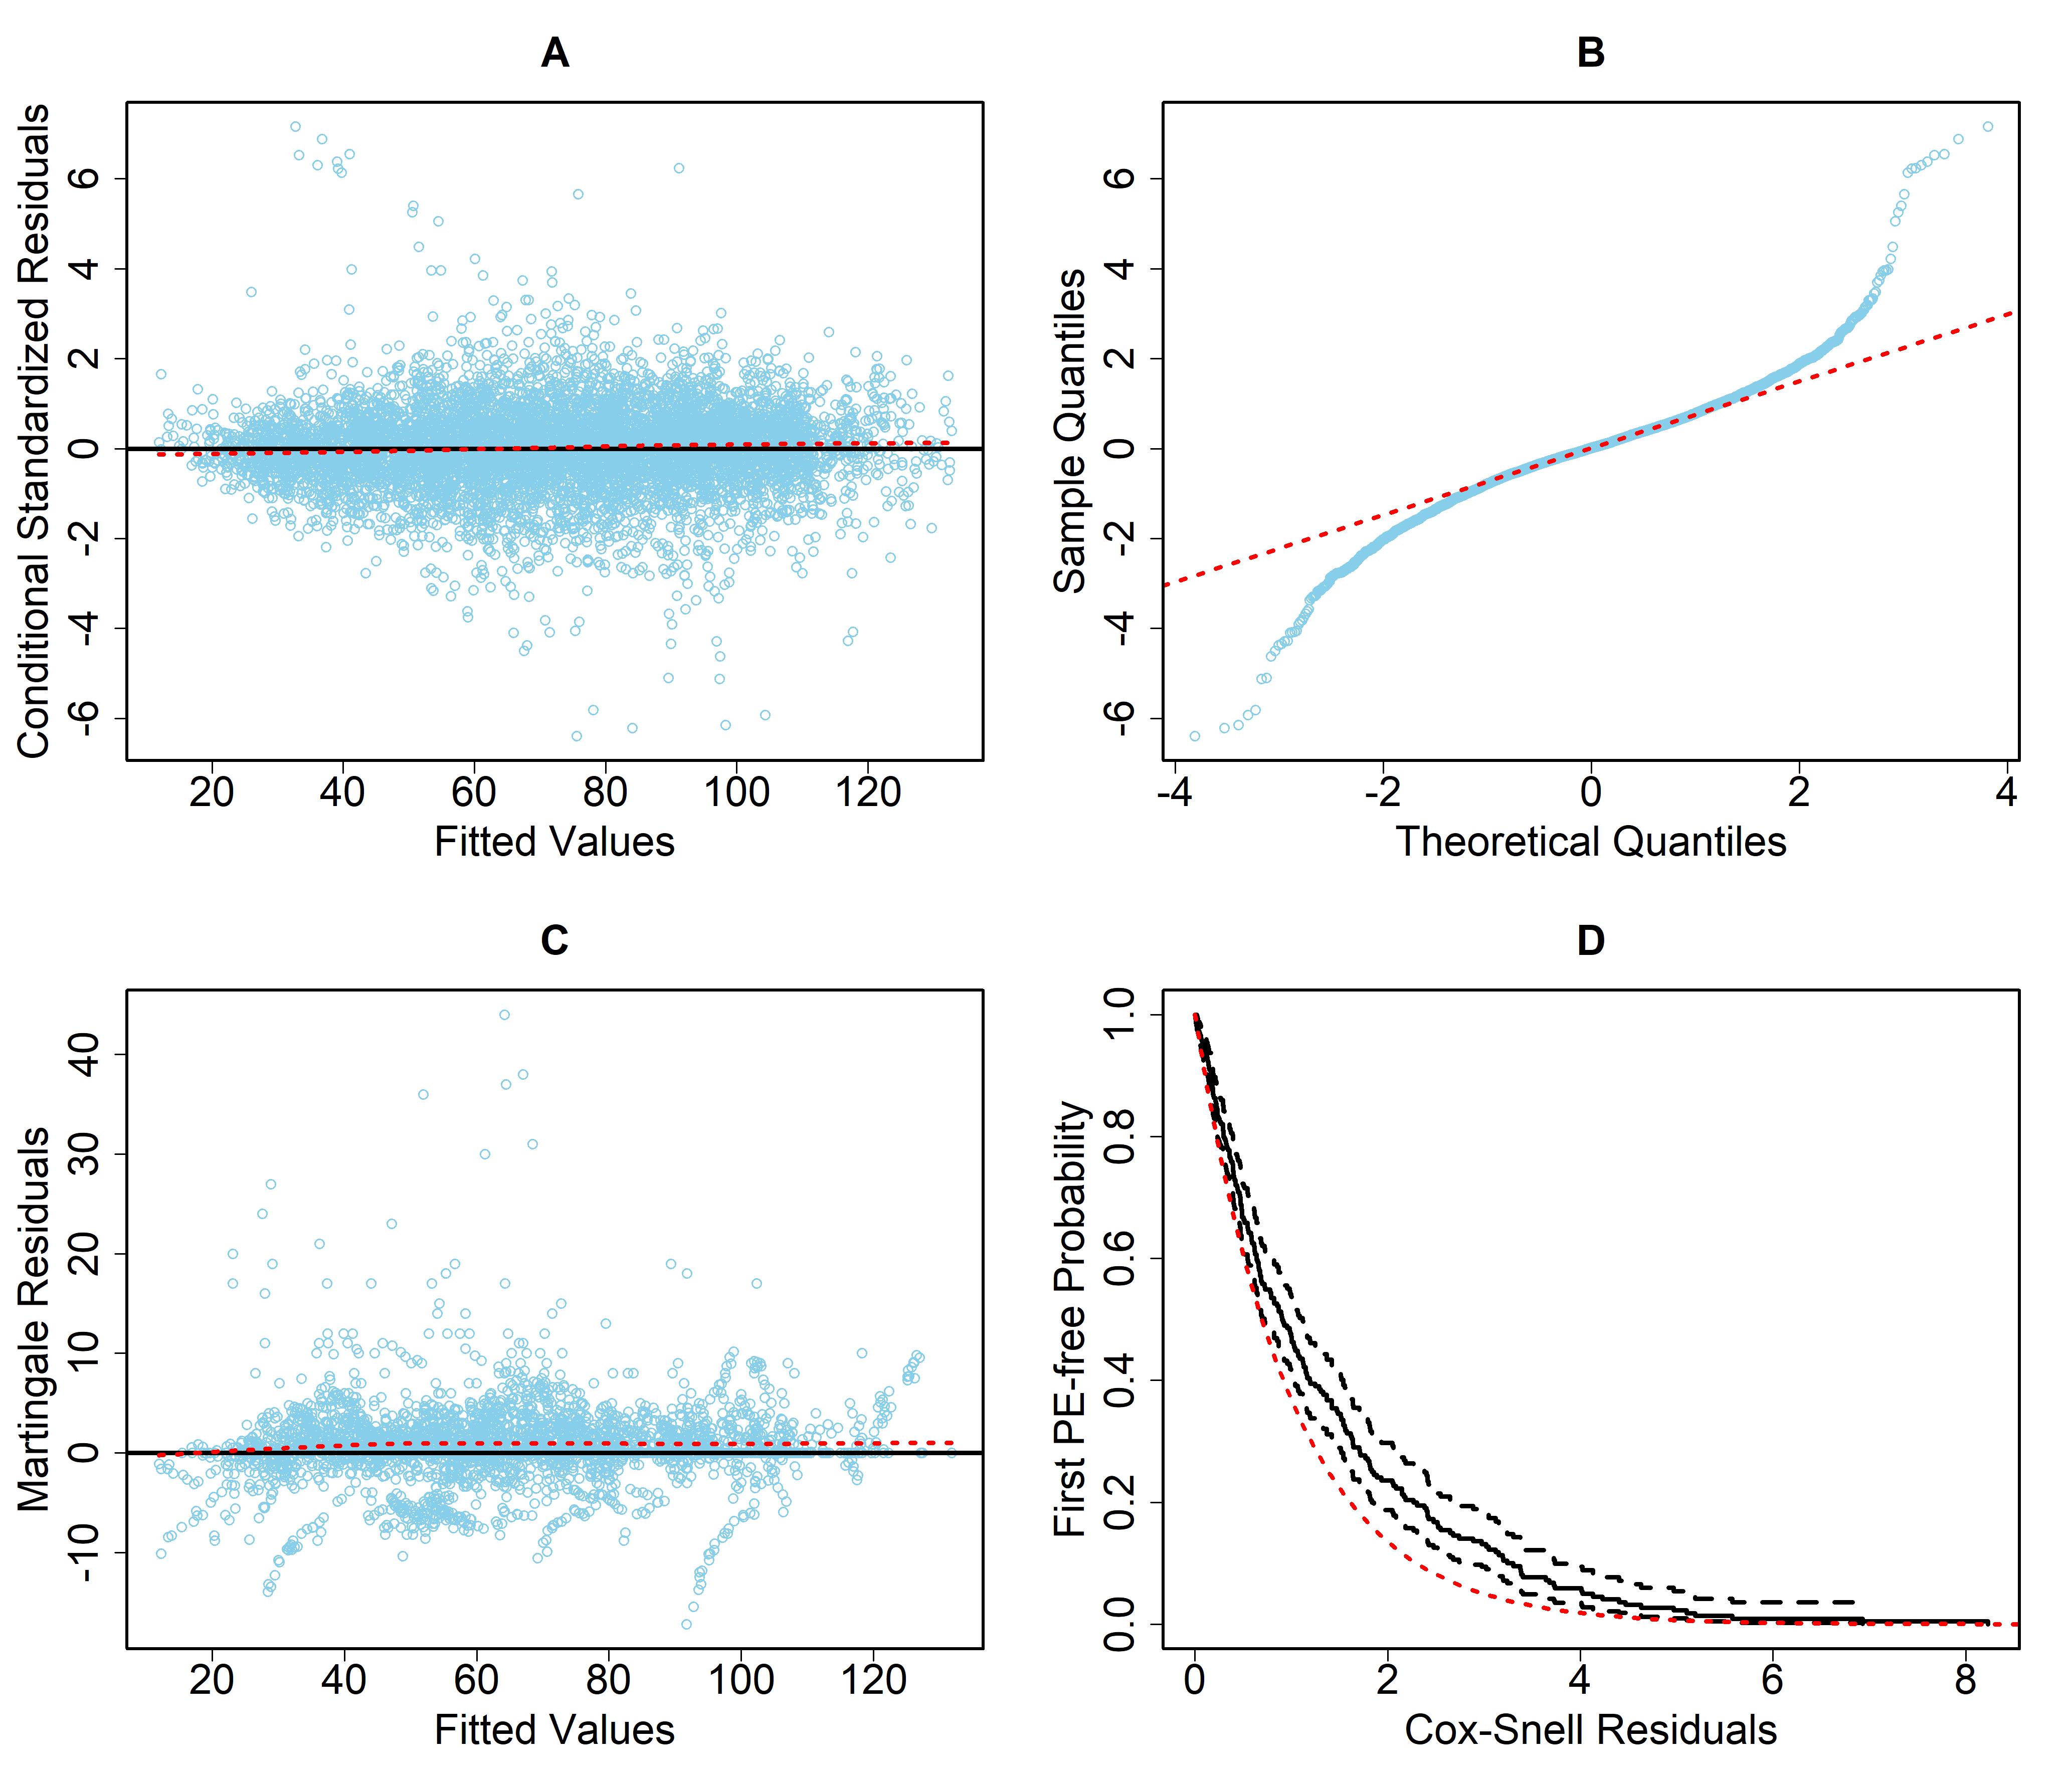 A
Conditional Standardized Residuals
6
4
2
0
-2
-4
-6
20 40 60 80 100 120
Fitted Values
B
Sample Quantiles
6
4
2
0
-2
-4
-6
-4 -2 0 2 4
Theoretical Quantiles
C
Martingale Residuals
40
30
20
10
0
-10
20 40 60 80 100 120
Fitted Values
D
First PE-free Probability
1.0
0.8
0.6
0.4
0.2
0.0
0 2 4 6 8
Cox-Snell Residuals